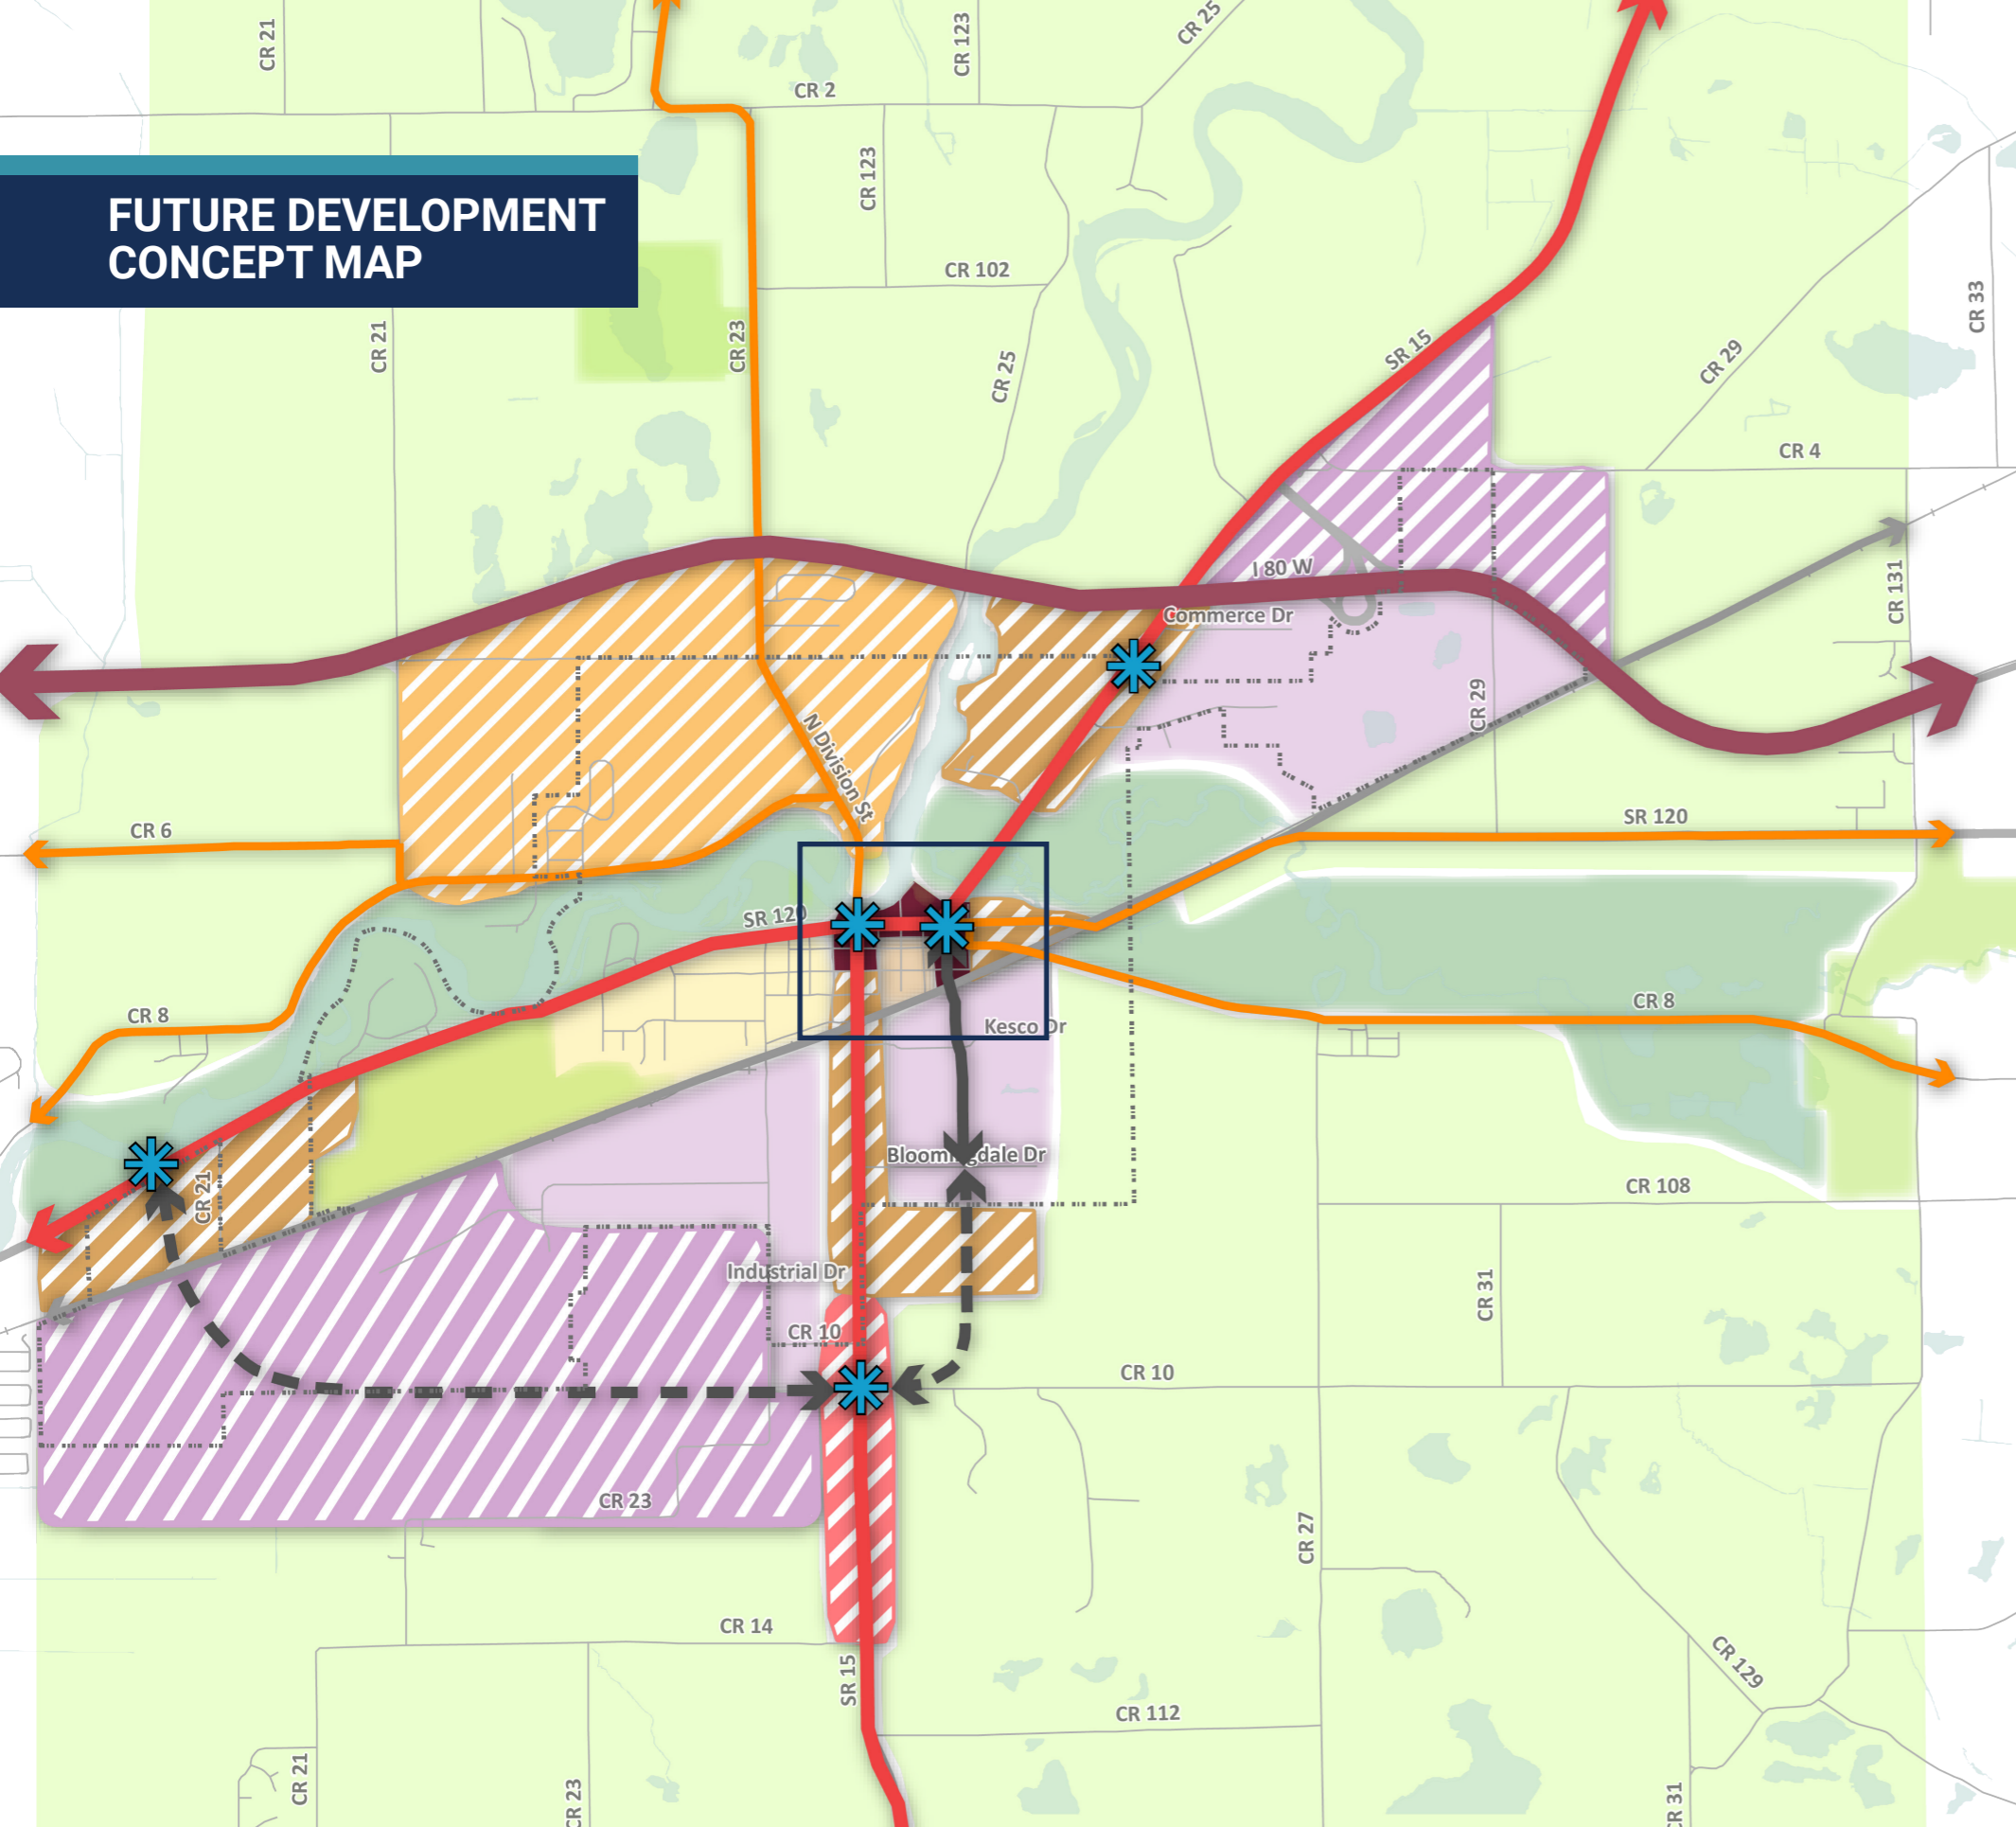 CR 21
CR 123
CR 25
CR 2
CR 123
FUTURE DEVELOPMENT
CONCEPT MAP
CR 102
CR 33
CR 21
CR 23
CR 25
SR 15
CR 29
CR 4
I 80 W
CR 131
Commerce Dr
CR 29
N Division St
CR 6
SR 120
SR 120
CR 8
CR 8
Kesco Dr
Bloomingdale Dr
CR 21
CR 108
Industrial Dr
CR 31
CR 10
CR 10
CR 23
CR 27
CR 14
CR 129
SR 15
CR 112
CR 21
CR 23
CR 31